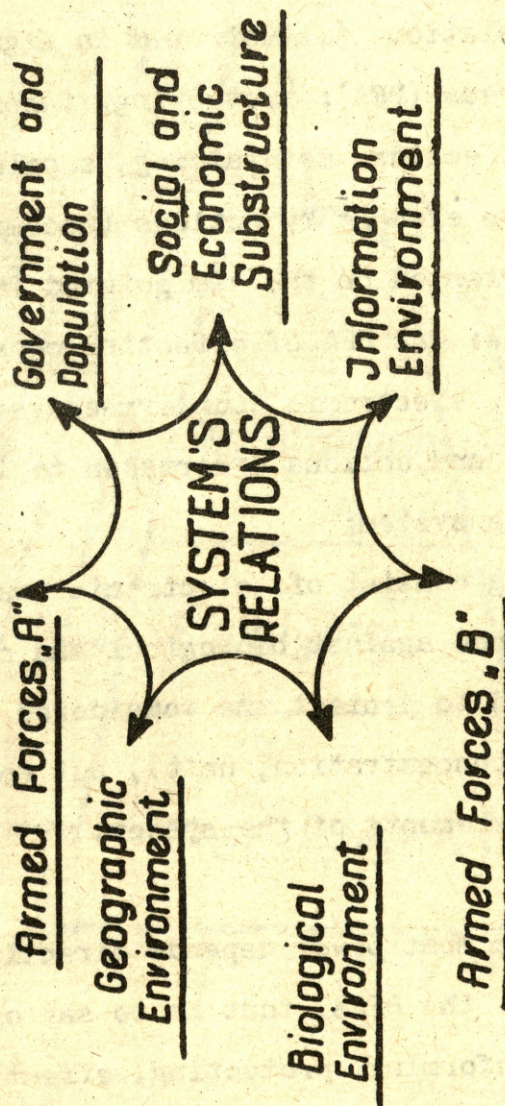 Armed Forces „A"
Government and
Population
Geographic
Environment
Social and
Economic
Substructure
SYSTEM'S
RELATIONS
Biological
Environment
Information
Environment
Armed Forces „B"